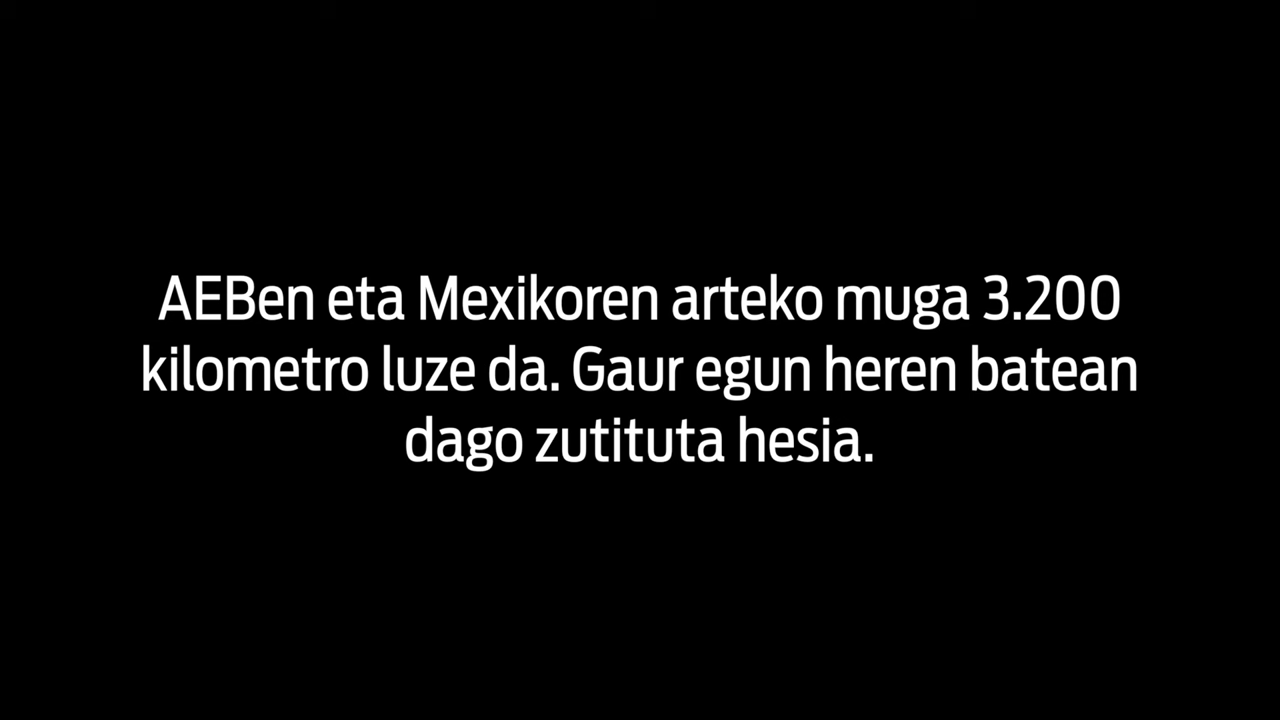 AEBen eta Mexikoren arteko muga 3.200
kilometro luze da. Gaur egun heren batean
dago zutituta hesia.